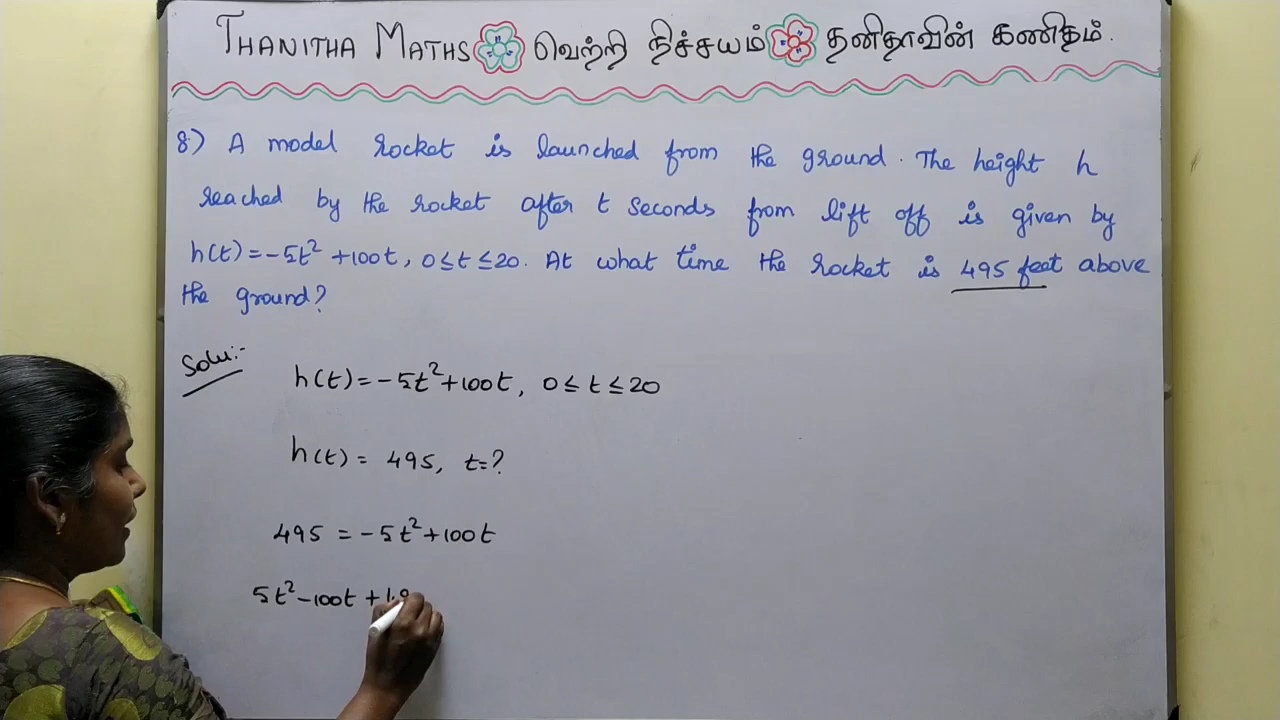 THANITHA MATHS வெற்றி நிச்சயம் தனிதாவின் கணிதம்.
8) A model rocket is launched from the ground. The height h
reached by the rocket after t seconds from lift off is given by
h(t)=-5t²+100t, 0≤t≤20. At what time the rocket is 495 feet above
the ground?
Solu:-
h(t)=-5t²+100t, 0≤t≤20
h(t)= 495, t=?
495 = -5t²+100t
5t²-100t+49